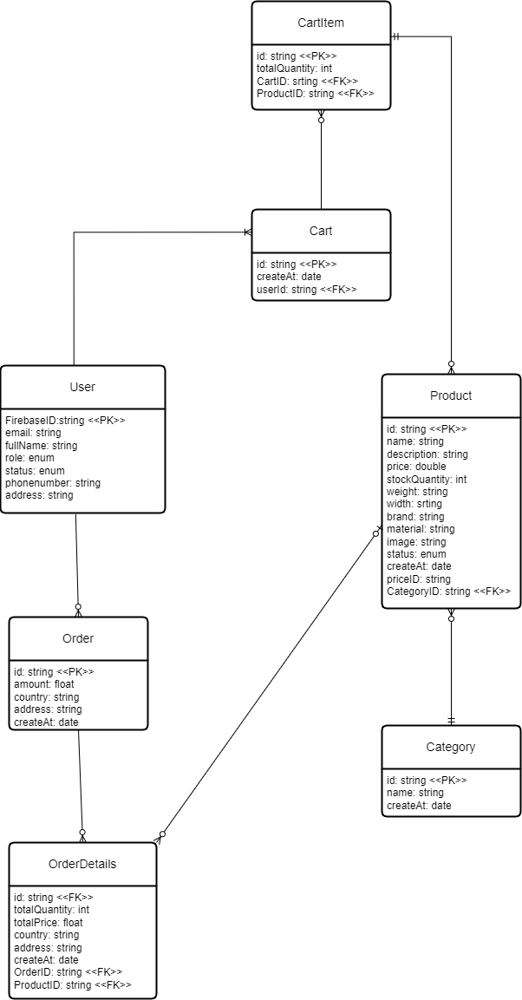 CartItem
id: string <<PK>>
totalQuantity: int
CartID: srting <<FK>>
ProductID: string <<FK>>
Cart
id: string <<PK>>
createAt: date
userId: string <<FK>>
User
FirebaseID:string <<PK>>
email: string
fullName: string
role: enum
status: enum
phonenumber: string
address: string
Product
id: string <<PK>>
name: string
description: string
price: double
stockQuantity: int
weight: string
width: srting
brand: string
material: string
image: string
status: enum
createAt: date
priceID: string
CategoryID: string <<FK>>
Order
id: string <<PK>>
amount: float
country: string
address: string
createAt: date
Category
id: string <<PK>>
name: string
createAt: date
OrderDetails
id: string <<FK>>
totalQuantity: int
totalPrice: float
country: string
address: string
createAt: date
OrderID: string <<FK>>
ProductID: string <<FK>>